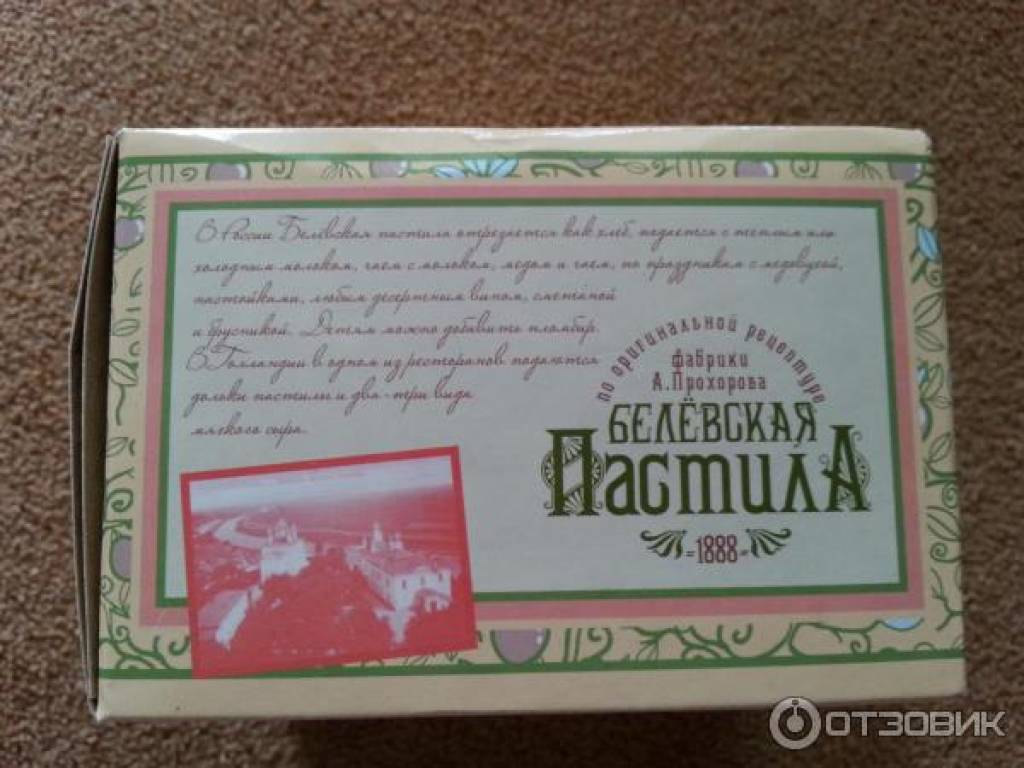 В России Белёвская пастила отрезается как хлеб, подается с теплым или
холодным молоком, чаем с молоком, медом и чаем, по праздникам с медовухой,
настойками, любым десертным вином, сметаной
и брусникой. Детям можно добавить пломбир.
В Голландии в одном из ресторанов подаются
дольки пастилы и два-три вида
мягкого сыра.
по оригинальной рецептуре
фабрики
А. Прохорова
БЕЛЁВСКАЯ
ПАСТИЛА
1888
ОТЗОВИК